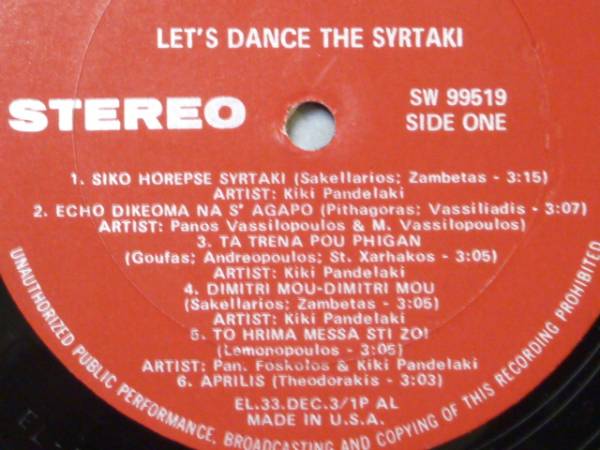 LET'S DANCE THE SYRTAKI
STEREO
SW 99519
SIDE ONE
1. SIKO HOREPSE SYRTAKI (Sakellarios; Zambetas - 3:15)
ARTIST: Kiki Pandelaki
2. ECHO DIKEOMA NA S' AGAPO (Pithagoras; Vassiliadis - 3:07)
ARTIST: Panos Vassilopoulos & M. Vassilopoulos)
3. TA TRENA POU PHIGAN
(Goufas; Andreopoulos; St. Xarhakos - 3:05)
ARTIST: Kiki Pandelaki
4. DIMITRI MOU-DIMITRI MOU
(Sakellarios; Zambetas - 3:05)
ARTIST: Kiki Pandelaki
5. TO HRIMA MESSA STI ZOI
(Lemonopoulos - 3:05)
ARTIST: Pan. Foskolos & Kiki Pandelaki
6. APRILIS (Theodorakis - 3:03)
EL.33.DEC.3/1P AL
MADE IN U.S.A.
UNAUTHORIZED PUBLIC PERFORMANCE, BROADCASTING AND COPYING OF THIS RECORDING PROHIBITED